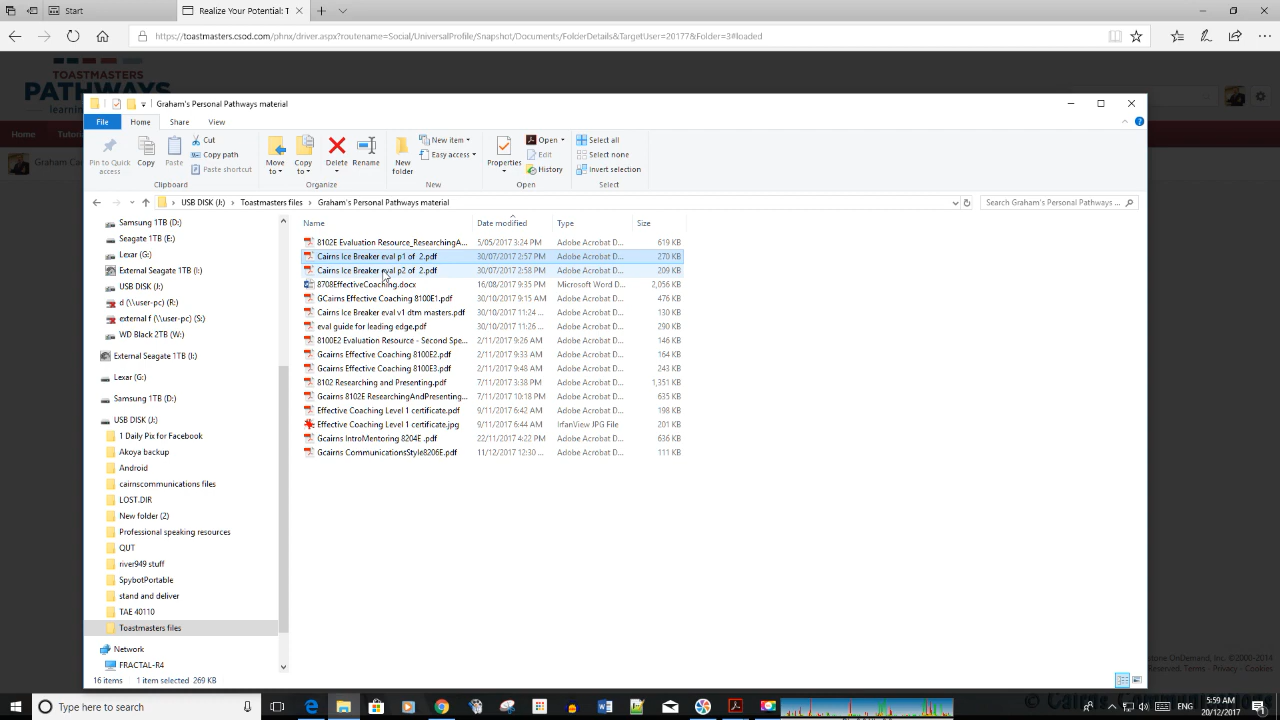 Start
Realize Your Potential: T
https://toastmasters.csod.com/phnx/driver.aspx?routename=Social/UniversalProfile/Snapshot/Documents/FolderDetails&TargetUser=20177&Folder=3#loaded
TOASTMASTERS
PATHWAYS
Graham's Personal Pathways material
Home
File Home Share View
Pin to Quick access
Copy
Paste
Cut
Copy path
Paste shortcut
Move to
Copy to
Delete
Rename
New folder
New item
Easy access
Properties
Open
Edit
History
Select all
Select none
Invert selection
Clipboard Organize New Open Select
USB DISK (J:) > Toastmasters files > Graham's Personal Pathways material
Search Graham's Personal Pathways ...
Name Date modified Type Size
8102E Evaluation Resource_ResearchingA... 5/05/2017 3:24 PM Adobe Acrobat D... 619 KB
Cairns Ice Breaker eval p1 of 2.pdf 30/07/2017 2:57 PM Adobe Acrobat D... 270 KB
Cairns Ice Breaker eval p2 of 2.pdf 30/07/2017 2:58 PM Adobe Acrobat D... 209 KB
8708EffectiveCoaching.docx 16/08/2017 9:35 PM Microsoft Word D... 2,056 KB
GCairns Effective Coaching 8100E1.pdf 30/10/2017 9:15 AM Adobe Acrobat D... 476 KB
Cairns Ice Breaker eval v1 dtm masters.pdf 30/10/2017 11:24 ... Adobe Acrobat D... 130 KB
eval guide for leading edge.pdf 30/10/2017 11:26 ... Adobe Acrobat D... 290 KB
8100E2 Evaluation Resource - Second Spe... 2/11/2017 9:26 AM Adobe Acrobat D... 146 KB
Gcairns Effective Coaching 8100E2.pdf 2/11/2017 9:33 AM Adobe Acrobat D... 164 KB
Gcairns Effective Coaching 8100E3.pdf 2/11/2017 9:48 AM Adobe Acrobat D... 243 KB
8102 Researching and Presenting.pdf 7/11/2017 3:38 PM Adobe Acrobat D... 1,351 KB
Gcairns 8102E ResearchingAndPresenting... 7/11/2017 10:18 PM Adobe Acrobat D... 635 KB
Effective Coaching Level 1 certificate.pdf 9/11/2017 6:42 AM Adobe Acrobat D... 198 KB
Effective Coaching Level 1 certificate.jpg 9/11/2017 6:44 AM IrfanView JPG File 201 KB
Gcairns IntroMentoring 8204E .pdf 22/11/2017 4:22 PM Adobe Acrobat D... 636 KB
Gcairns CommunicationsStyle8206E.pdf 11/12/2017 12:30 ... Adobe Acrobat D... 111 KB
Samsung 1TB (D:)
Seagate 1TB (E:)
Lexar (G:)
External Seagate 1TB (I:)
USB DISK (J:)
d (\\user-pc) (R:)
external f (\\user-pc) (S:)
WD Black 2TB (W:)
External Seagate 1TB (I:)
Lexar (G:)
Samsung 1TB (D:)
USB DISK (J:)
1 Daily Pix for Facebook
Akoya backup
Android
cairnscommunications files
LOST.DIR
New folder (2)
Professional speaking resources
QUT
river949 stuff
SpybotPortable
stand and deliver
TAE 40110
Toastmasters files
Network
FRACTAL-R4
16 items 1 item selected 269 KB
OnDemand, Inc. ©2000-2014
Terms - Privacy - Cookies
Type here to search
ENG
5:59 AM
20/12/2017